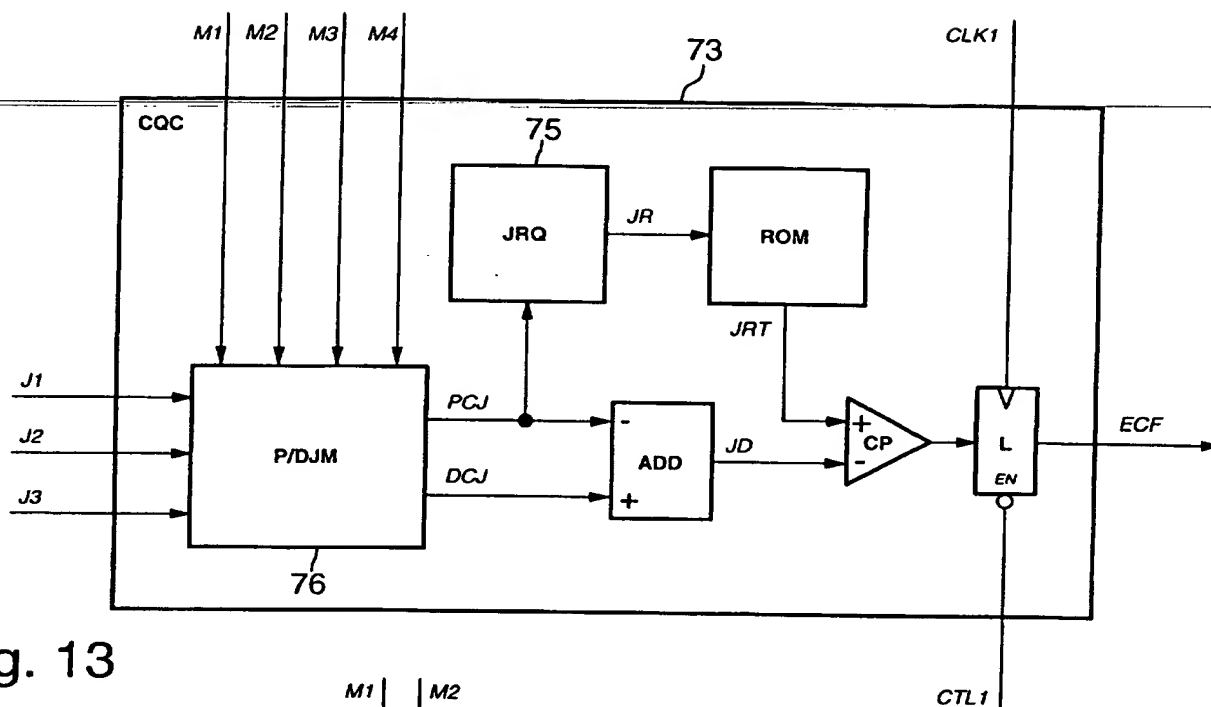 M1 M2 M3 M4
CLK1
73
CQC
75
JRQ
JR
ROM
JRT
J1
J2
J3
P/DJM
PCJ
DCJ
-
+
ADD
JD
+
-
CP
L
EN
ECF
76
g. 13
M1 M2
CTL1